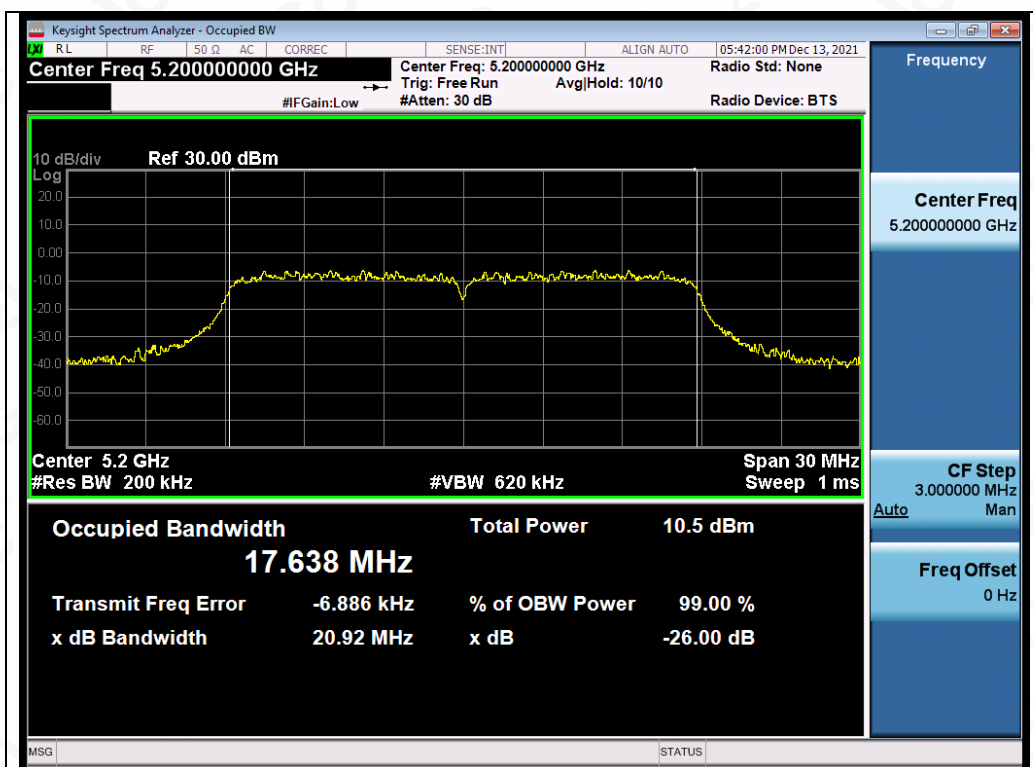 Keysight Spectrum Analyzer - Occupied BW
LXI RL RF 50 Ω AC CORREC SENSE:INT ALIGN AUTO 05:42:00 PM Dec 13, 2021
Center Freq 5.200000000 GHz
Center Freq: 5.200000000 GHz Radio Std: None
Trig: Free Run Avg|Hold: 10/10
#IFGain:Low #Atten: 30 dB Radio Device: BTS
Frequency
10 dB/div Ref 30.00 dBm
Log
20.0
10.0
0.00
-10.0
-20.0
-30.0
-40.0
-50.0
-60.0
Center 5.2 GHz Span 30 MHz
#Res BW 200 kHz #VBW 620 kHz Sweep 1 ms
Center Freq
5.200000000 GHz
CF Step
3.000000 MHz
Auto Man
Freq Offset
0 Hz
Occupied Bandwidth Total Power 10.5 dBm
17.638 MHz
Transmit Freq Error -6.886 kHz % of OBW Power 99.00 %
x dB Bandwidth 20.92 MHz x dB -26.00 dB
MSG STATUS